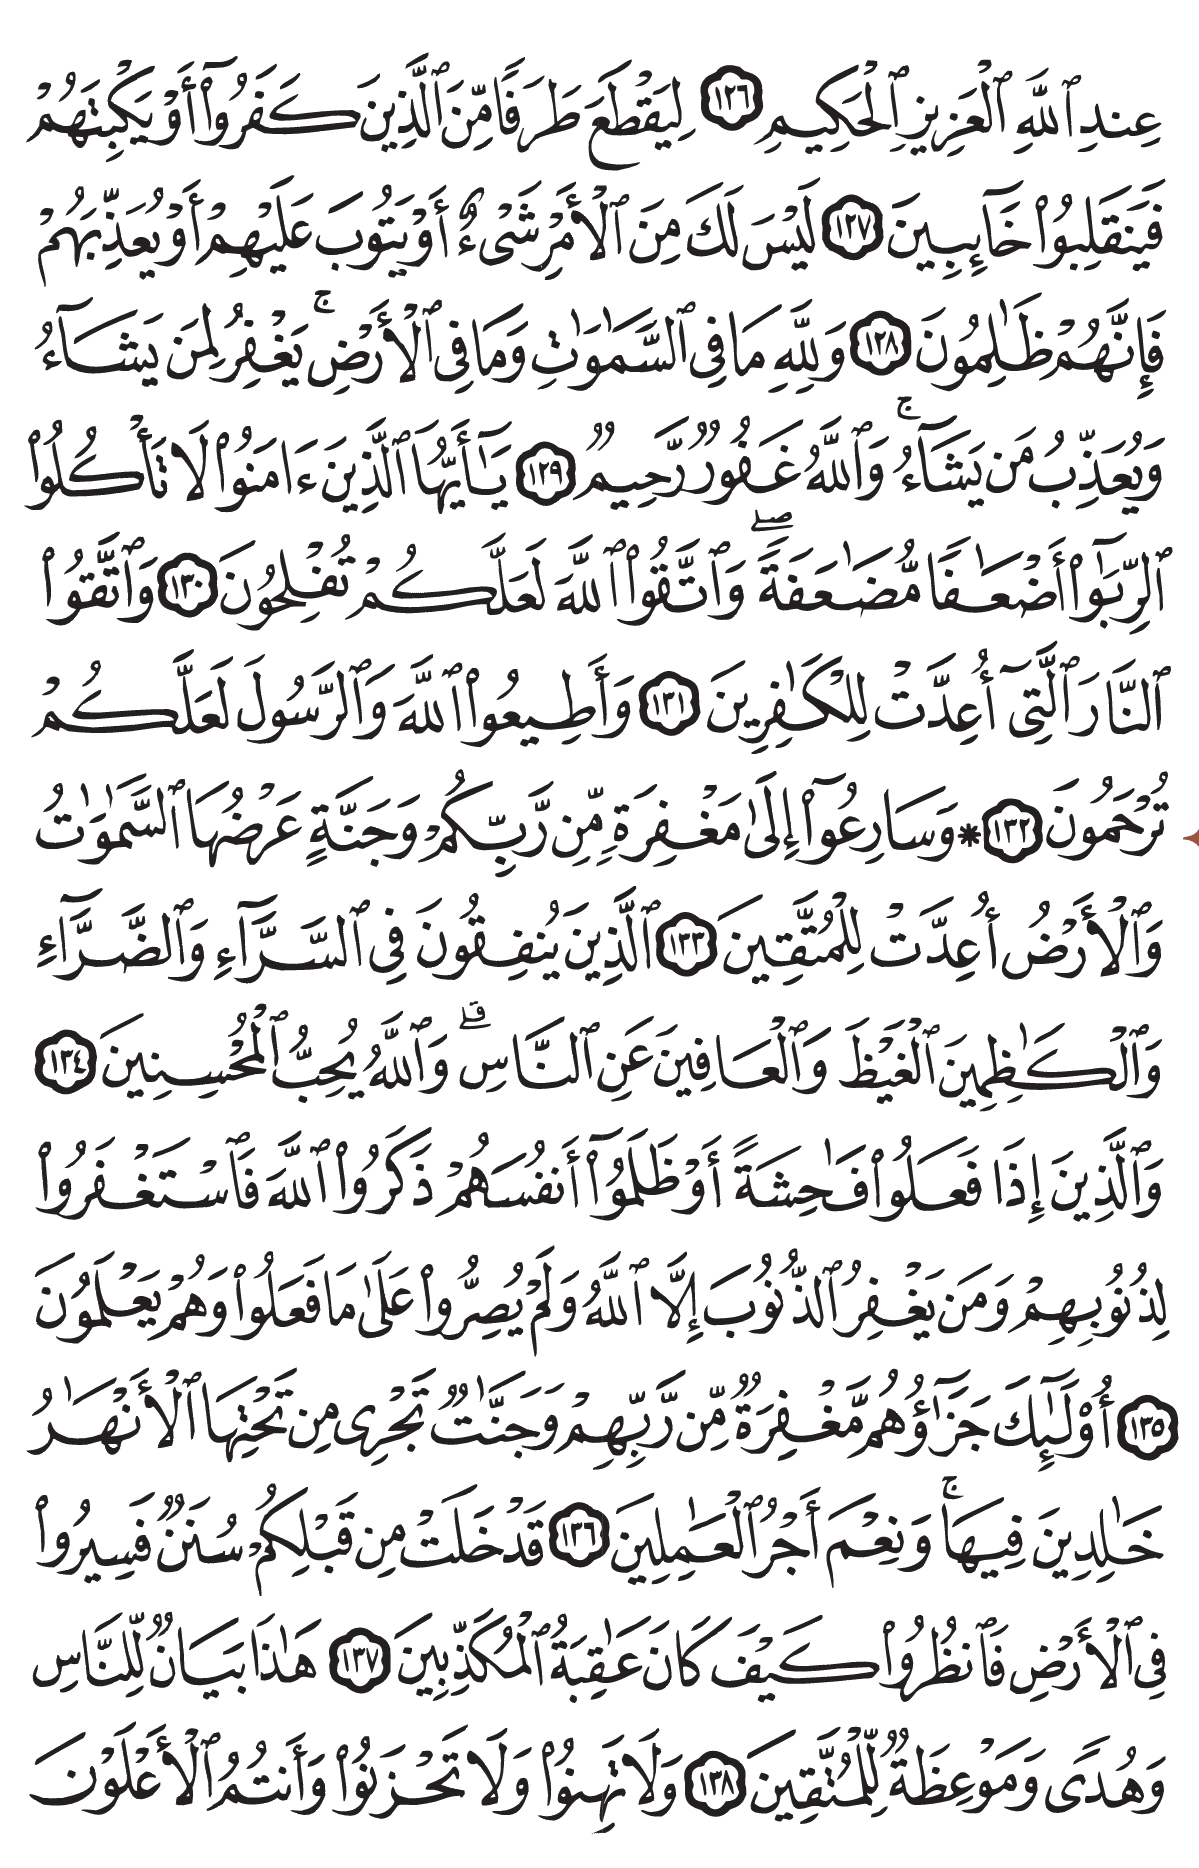 عِندِ ٱللَّهِ ٱلْعَزِيزِ ٱلْحَكِيمِ ١٢٦ لِيَقْطَعَ طَرَفًا مِّنَ ٱلَّذِينَ كَفَرُوٓا۟ أَوْ يَكْبِتَهُمْ
فَيَنقَلِبُوا۟ خَآئِبِينَ ١٢٧ لَيْسَ لَكَ مِنَ ٱلْأَمْرِ شَىْءٌ أَوْ يَتُوبَ عَلَيْهِمْ أَوْ يُعَذِّبَهُمْ
فَإِنَّهُمْ ظَـٰلِمُونَ ١٢٨ وَلِلَّهِ مَا فِى ٱلسَّمَـٰوَٰتِ وَمَا فِى ٱلْأَرْضِ ۚ يَغْفِرُ لِمَن يَشَآءُ
وَيُعَذِّبُ مَن يَشَآءُ ۚ وَٱللَّهُ غَفُورٌ رَّحِيمٌ ١٢٩ يَـٰٓأَيُّهَا ٱلَّذِينَ ءَامَنُوا۟ لَا تَأْكُلُوا۟
ٱلرِّبَوٰٓا۟ أَضْعَـٰفًا مُّضَـٰعَفَةً ۖ وَٱتَّقُوا۟ ٱللَّهَ لَعَلَّكُمْ تُفْلِحُونَ ١٣٠ وَٱتَّقُوا۟
ٱلنَّارَ ٱلَّتِىٓ أُعِدَّتْ لِلْكَـٰفِرِينَ ١٣١ وَأَطِيعُوا۟ ٱللَّهَ وَٱلرَّسُولَ لَعَلَّكُمْ
تُرْحَمُونَ ١٣٢ * وَسَارِعُوٓا۟ إِلَىٰ مَغْفِرَةٍ مِّن رَّبِّكُمْ وَجَنَّةٍ عَرْضُهَا ٱلسَّمَـٰوَٰتُ
وَٱلْأَرْضُ أُعِدَّتْ لِلْمُتَّقِينَ ١٣٣ ٱلَّذِينَ يُنفِقُونَ فِى ٱلسَّرَّآءِ وَٱلضَّرَّآءِ
وَٱلْكَـٰظِمِينَ ٱلْغَيْظَ وَٱلْعَافِينَ عَنِ ٱلنَّاسِ ۗ وَٱللَّهُ يُحِبُّ ٱلْمُحْسِنِينَ ١٣٤
وَٱلَّذِينَ إِذَا فَعَلُوا۟ فَـٰحِشَةً أَوْ ظَلَمُوٓا۟ أَنفُسَهُمْ ذَكَرُوا۟ ٱللَّهَ فَٱسْتَغْفَرُوا۟
لِذُنُوبِهِمْ وَمَن يَغْفِرُ ٱلذُّنُوبَ إِلَّا ٱللَّهُ وَلَمْ يُصِرُّوا۟ عَلَىٰ مَا فَعَلُوا۟ وَهُمْ يَعْلَمُونَ
١٣٥ أُو۟لَـٰٓئِكَ جَزَآؤُهُم مَّغْفِرَةٌ مِّن رَّبِّهِمْ وَجَنَّـٰتٌ تَجْرِى مِن تَحْتِهَا ٱلْأَنْهَـٰرُ
خَـٰلِدِينَ فِيهَا ۚ وَنِعْمَ أَجْرُ ٱلْعَـٰمِلِينَ ١٣٦ قَدْ خَلَتْ مِن قَبْلِكُمْ سُنَنٌ فَسِيرُوا۟
فِى ٱلْأَرْضِ فَٱنظُرُوا۟ كَيْفَ كَانَ عَـٰقِبَةُ ٱلْمُكَذِّبِينَ ١٣٧ هَـٰذَا بَيَانٌ لِّلنَّاسِ
وَهُدًى وَمَوْعِظَةٌ لِّلْمُتَّقِينَ ١٣٨ وَلَا تَهِنُوا۟ وَلَا تَحْزَنُوا۟ وَأَنتُمُ ٱلْأَعْلَوْنَ